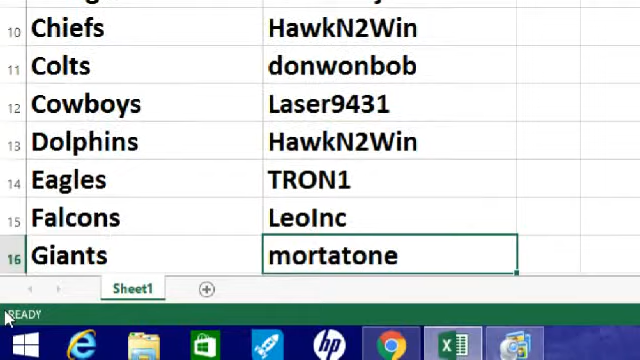 10 Chiefs HawkN2Win
11 Colts donwonbob
12 Cowboys Laser9431
13 Dolphins HawkN2Win
14 Eagles TRON1
15 Falcons LeoInc
16 Giants mortatone
Sheet1
READY
hp